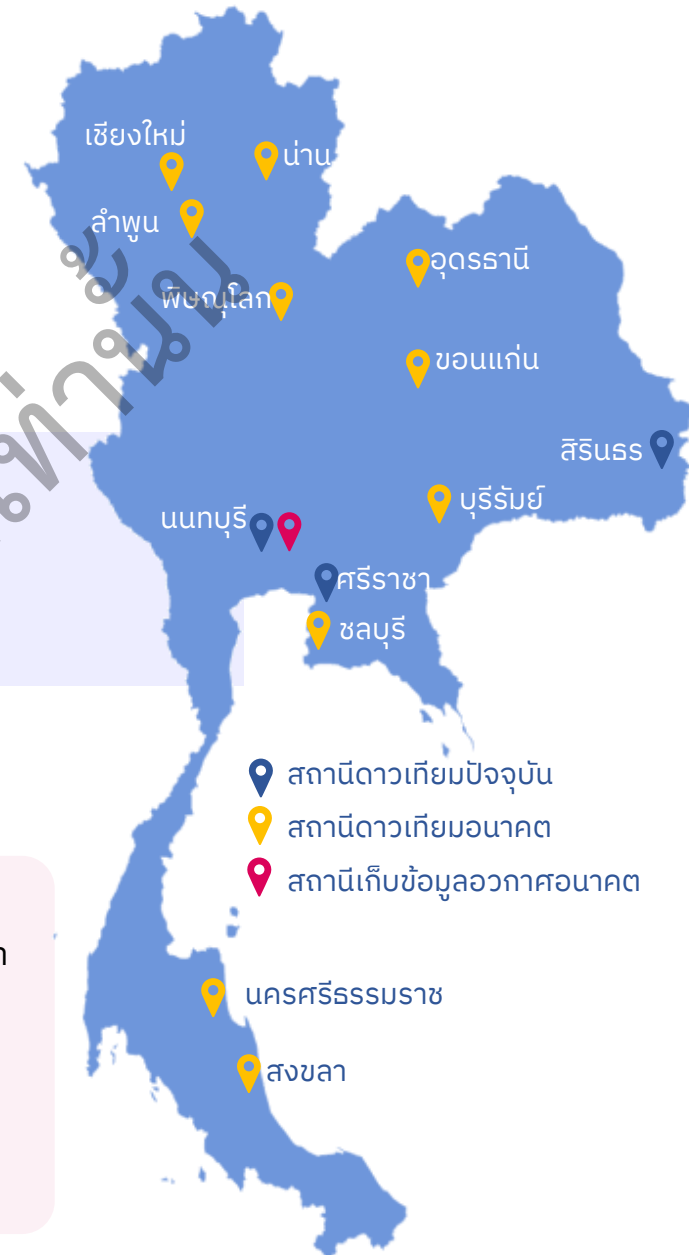 เชียงใหม่
น่าน
ลำพูน
อุดรธานี
พิษณุโลก
ขอนแก่น
สิรินธร
บุรีรัมย์
นนทบุรี
ศรีราชา
ชลบุรี
สถานีดาวเทียมปัจจุบัน
สถานีดาวเทียมอนาคต
สถานีเก็บข้อมูลอวกาศอนาคต
นครศรีธรรมราช
สงขลา